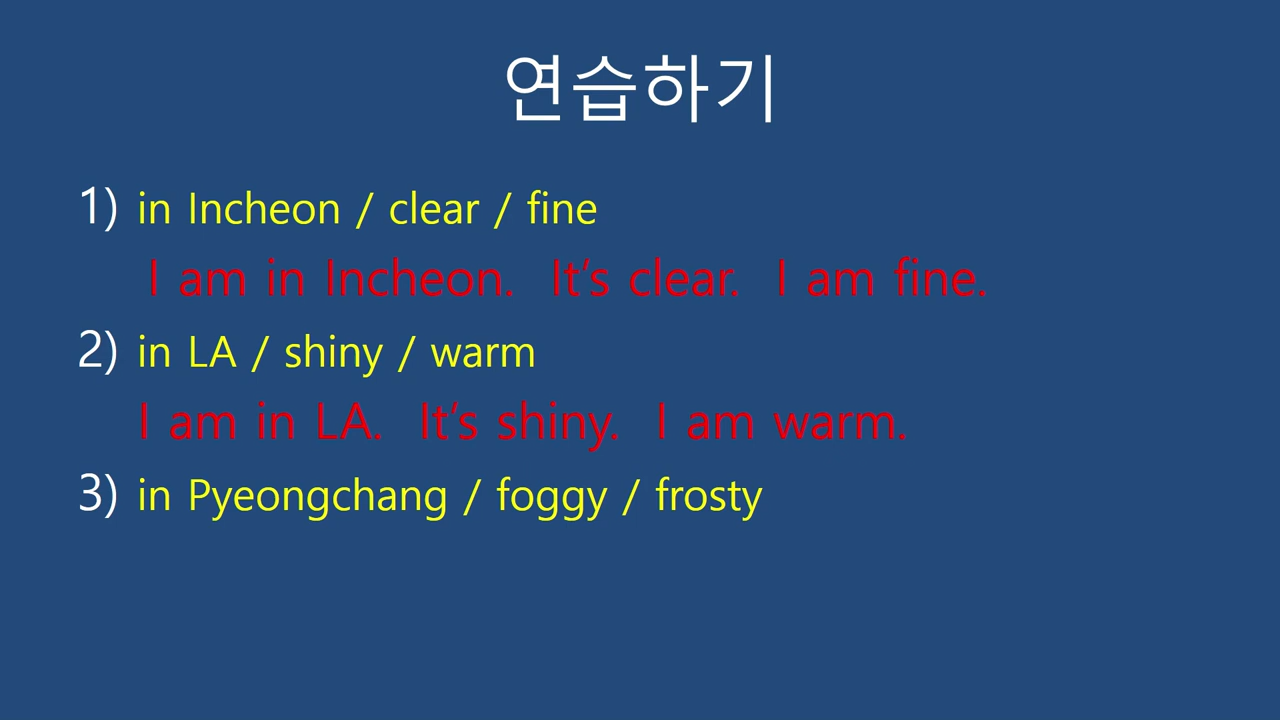 연습하기
1) in Incheon / clear / fine
I am in Incheon. It's clear. I am fine.
2) in LA / shiny / warm
I am in LA. It's shiny. I am warm.
3) in Pyeongchang / foggy / frosty